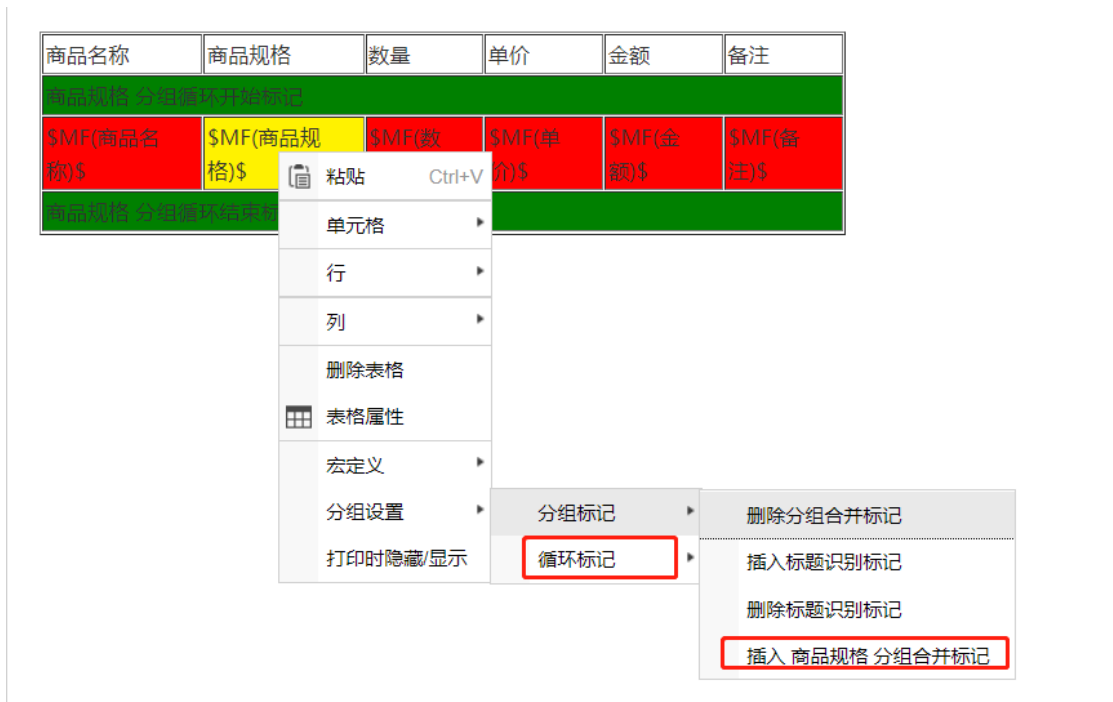 商品名称 商品规格 数量 单价 金额 备注
商品规格 分组循环开始标记
$MF(商品名 $MF(商品规 $MF(数 $MF(单 $MF(金 $MF(备
称)$ 格)$ 价)$ 额)$ 注)$
商品规格 分组循环结束标
粘贴 Ctrl+V
单元格
行
列
删除表格
表格属性
宏定义
分组设置
打印时隐藏/显示
分组标记
循环标记
删除分组合并标记
插入标题识别标记
删除标题识别标记
插入 商品规格 分组合并标记